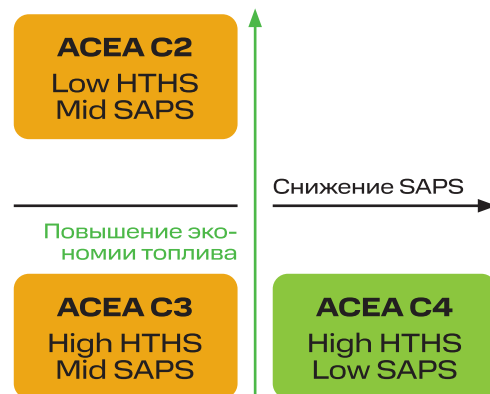 ACEA C2
Low HTHS
Mid SAPS
Снижение SAPS
Повышение эко-
номии топлива
ACEA C3
High HTHS
Mid SAPS
ACEA C4
High HTHS
Low SAPS